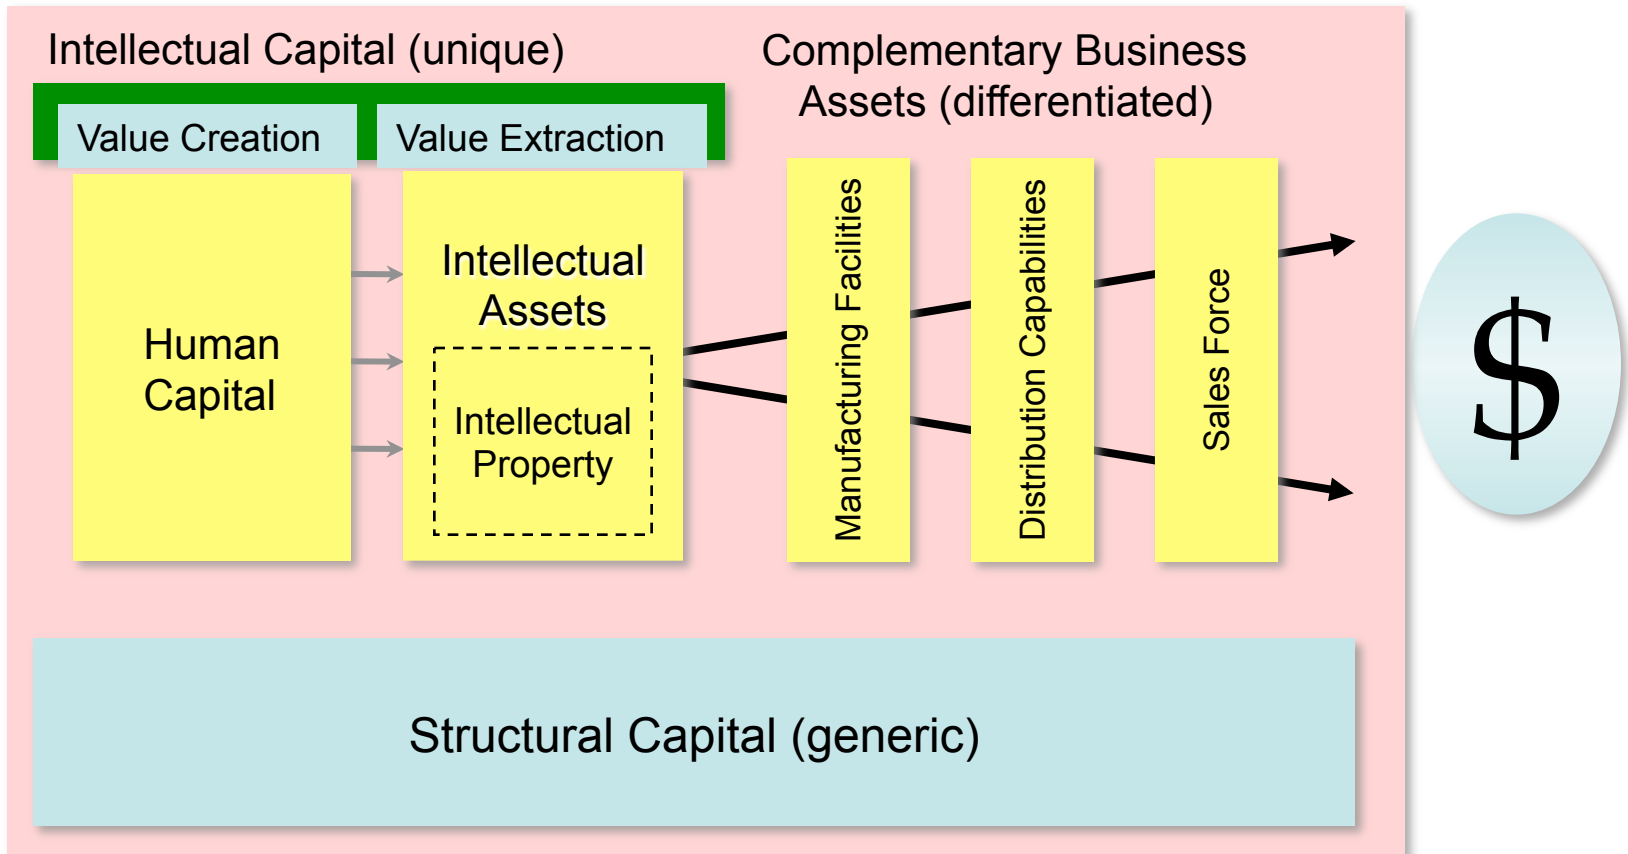 Intellectual Capital (unique)
Complementary Business
Assets (differentiated)
Value Creation
Value Extraction
Human
Capital
Intellectual
Assets
Intellectual
Property
Manufacturing Facilities
Distribution Capabilities
Sales Force
$
Structural Capital (generic)